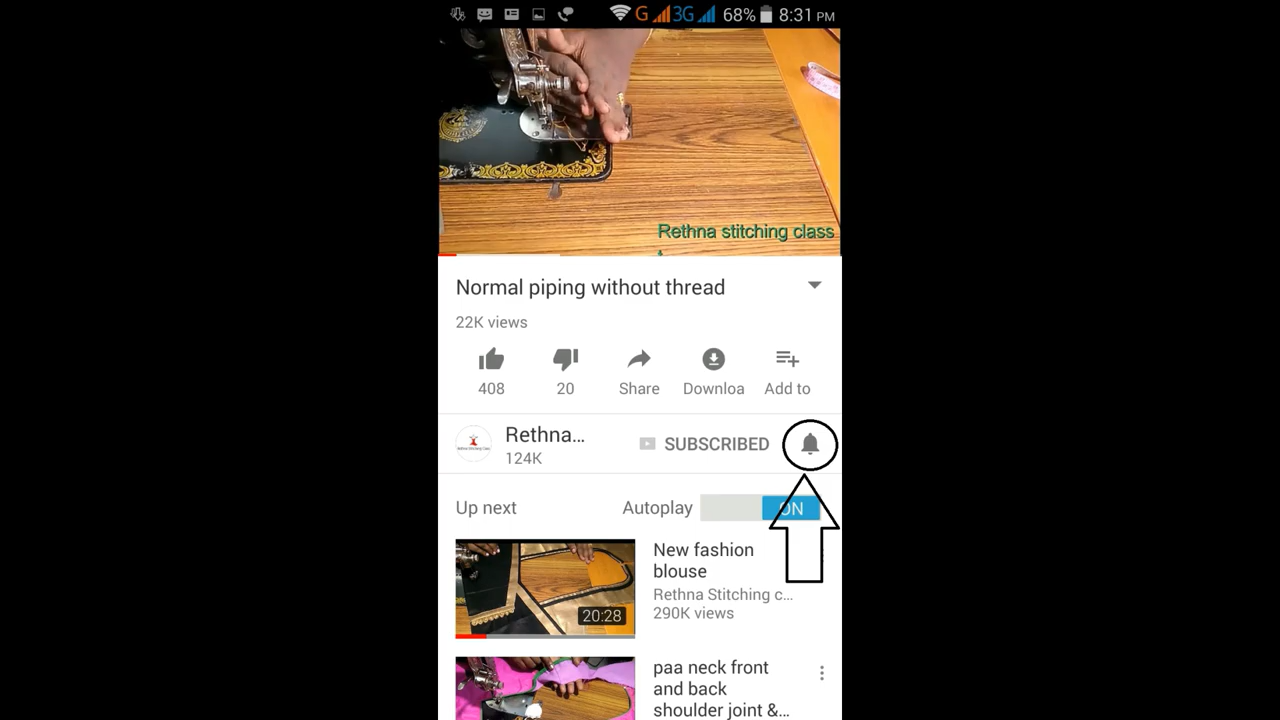 G 3G 68% 8:31 PM
Rethna stitching class
Normal piping without thread
22K views
408 20 Share Downloa Add to
Rethna... SUBSCRIBED
124K
Up next Autoplay ON
New fashion
blouse
Rethna Stitching c...
290K views
20:28
paa neck front
and back
shoulder joint &...